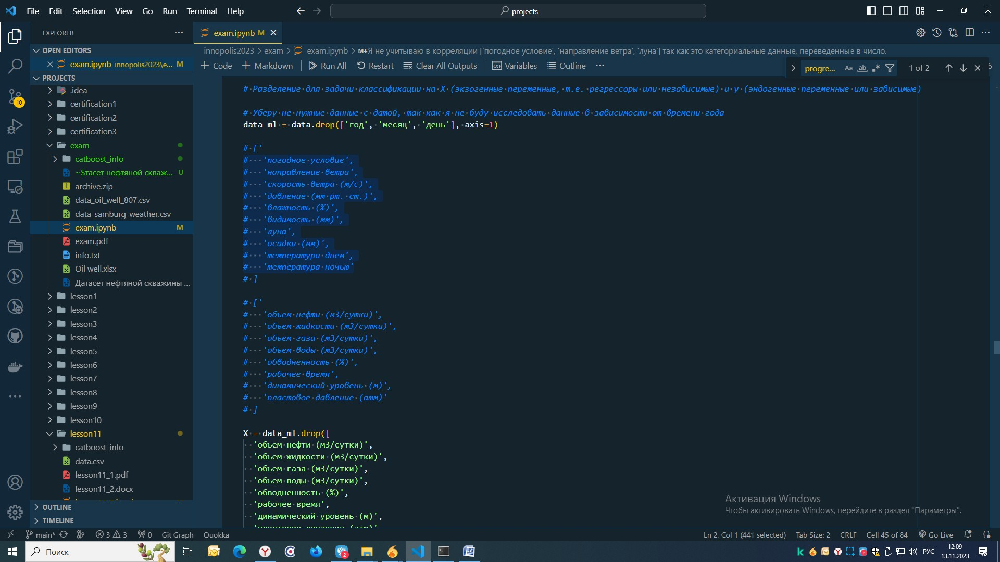 File Edit Selection View Go Run Terminal Help
projects
EXPLORER
exam.ipynb M
innopolis2023 > exam > exam.ipynb > M↓Я не учитываю в корреляции ['погодное условие', 'направление ветра', 'луна'] так как это категориальные данные, переведенные в число.
OPEN EDITORS
exam.ipynb innopolis2023\e... M
+ Code + Markdown Run All Restart Clear All Outputs Variables Outline ...
progre... Aa ab 1 of 2
PROJECTS
.idea
certification1
certification2
certification3
exam
catboost_info
~$тасет нефтяной скваж... U
archive.zip
data_oil_well_807.csv
data_samburg_weather.csv
exam.ipynb M
exam.pdf
info.txt
Oil well.xlsx
Датасет нефтяной скважины ...
lesson1
lesson2
lesson3
lesson4
lesson5
lesson6
lesson7
lesson8
lesson9
lesson10
lesson11
catboost_info
data.csv
lesson11_1.pdf
lesson11_2.docx
OUTLINE
TIMELINE
# Разделение для задачи классификации на X (экзогенные переменные, т.е. регрессоры или независимые) и y (эндогенные переменные или зависимые)
# Уберу не нужные данные с датой, так как я не буду исследовать данные в зависимости от времени года
data_ml = data.drop(['год', 'месяц', 'день'], axis=1)
# ['
#   'погодное условие',
#   'направление ветра',
#   'скорость ветра (м/с)',
#   'давление (мм рт. ст.)',
#   'влажность (%)',
#   'видимость (мм)',
#   'луна',
#   'осадки (мм)',
#   'температура днем',
#   'температура ночью'
# ]
# ['
#   'объем нефти (м3/сутки)',
#   'объем жидкости (м3/сутки)',
#   'объем газа (м3/сутки)',
#   'объем воды (м3/сутки)',
#   'обводненность (%)',
#   'рабочее время',
#   'динамический уровень (м)',
#   'пластовое давление (атм)'
# ]
X = data_ml.drop([
'объем нефти (м3/сутки)',
'объем жидкости (м3/сутки)',
'объем газа (м3/сутки)',
'объем воды (м3/сутки)',
'обводненность (%)',
'рабочее время',
'динамический уровень (м)',
'пластовое давление (атм)'
Активация Windows
Чтобы активировать Windows, перейдите в раздел "Параметры".
main* 3 3 0 Git Graph Quokka
Ln 2, Col 1 (441 selected) Tab Size: 2 CRLF Cell 45 of 84 Go Live
Поиск
РУС
12:09
13.11.2023
10